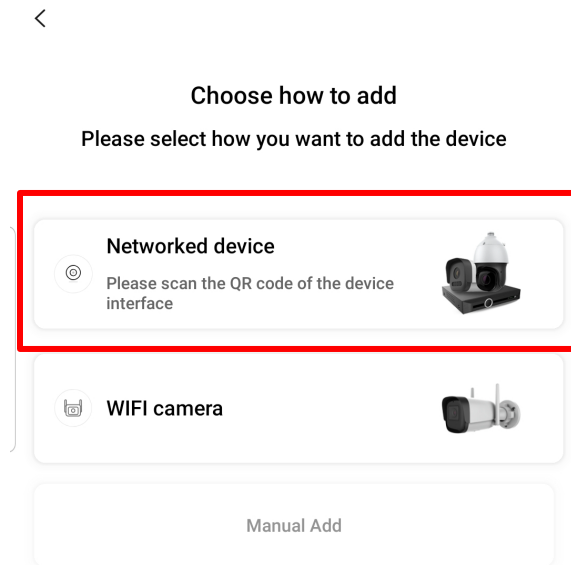 Choose how to add
Please select how you want to add the device
Networked device
Please scan the QR code of the device
interface
WIFI camera
Manual Add